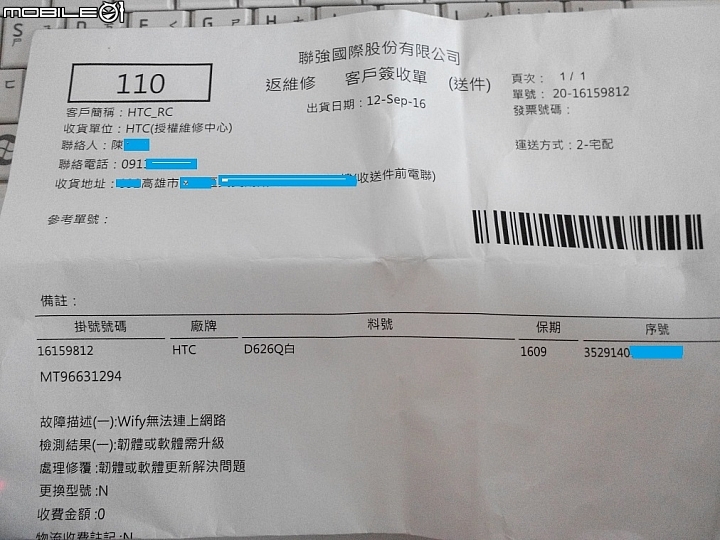 MOBILE01
聯強國際股份有限公司
110
返維修 客戶簽收單 (送件)
頁次： 1 / 1
單號： 20-16159812
發票號碼：
出貨日期：12-Sep-16
客戶簡稱：HTC_RC
收貨單位：HTC(授權維修中心)
運送方式：2-宅配
聯絡人：陳
聯絡電話：091
收貨地址： 高雄市 (收送件前電聯)
參考單號：
備註：
掛號號碼 廠牌 料號 保期 序號
16159812 HTC D626Q白 1609 3529140
MT96631294
故障描述(一):Wify無法連上網路
檢測結果(一):韌體或軟體需升級
處理修覆:韌體或軟體更新解決問題
更換型號:N
收費金額:0
物流收費註記:N